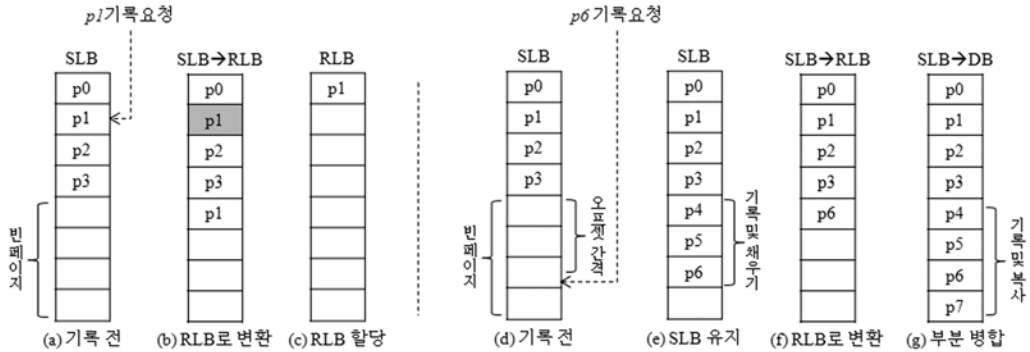 p1기록요청
p6기록요청
SLB
SLB→RLB
RLB
SLB
SLB
SLB→RLB
SLB→DB
p0
p0
p1
p0
p0
p0
p0
p1
p1
p1
p1
p1
p1
p2
p2
p2
p2
p2
p2
p3
p3
p3
p3
p3
p3
p1
p4
p6
p4
p5
p5
p6
p6
p7
빈페이지
빈페이지
오프젯 간격
기록및 채우기
기록및 복사
(a) 기록 전
(b) RLB로 변환
(c) RLB 할당
(d) 기록 전
(e) SLB 유지
(f) RLB로 변환
(g) 부분 병합